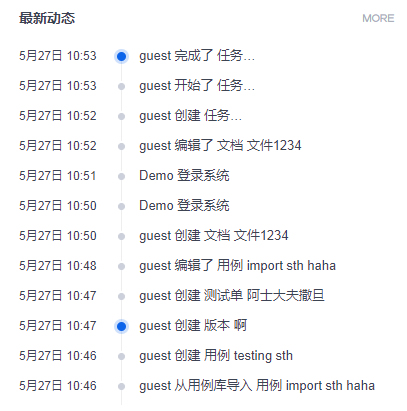 最新动态 MORE
5月27日 10:53 guest 完成了 任务...
5月27日 10:53 guest 开始了 任务...
5月27日 10:52 guest 创建 任务...
5月27日 10:52 guest 编辑了 文档 文件1234
5月27日 10:51 Demo 登录系统
5月27日 10:50 Demo 登录系统
5月27日 10:50 guest 创建 文档 文件1234
5月27日 10:48 guest 编辑了 用例 import sth haha
5月27日 10:47 guest 创建 测试单 阿士大夫撒旦
5月27日 10:47 guest 创建 版本 啊
5月27日 10:46 guest 创建 用例 testing sth
5月27日 10:46 guest 从用例库导入 用例 import sth haha